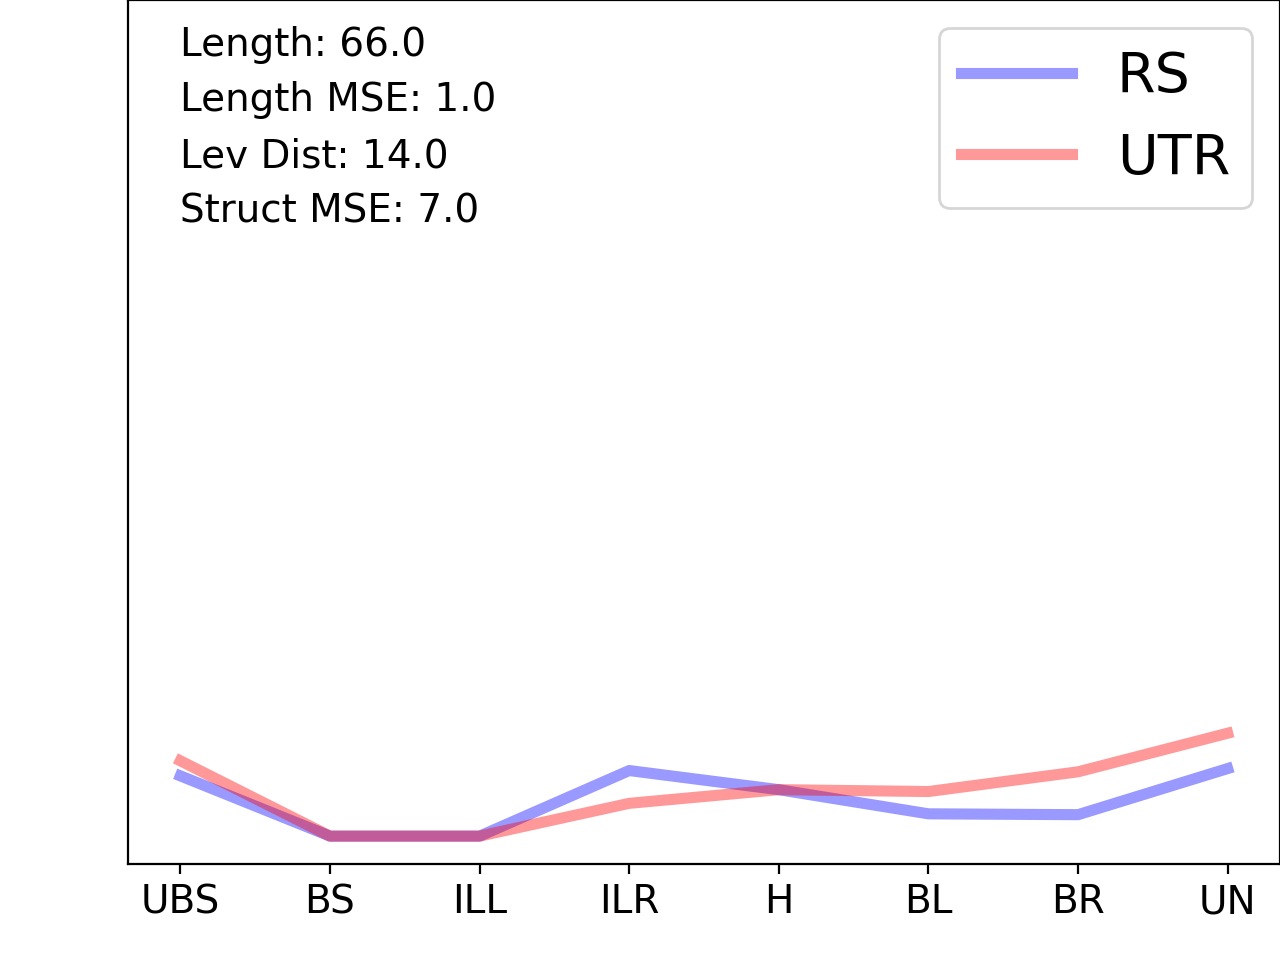 Length: 66.0
Length MSE: 1.0
Lev Dist: 14.0
Struct MSE: 7.0
RS
UTR
UBS BS ILL ILR H BL BR UN